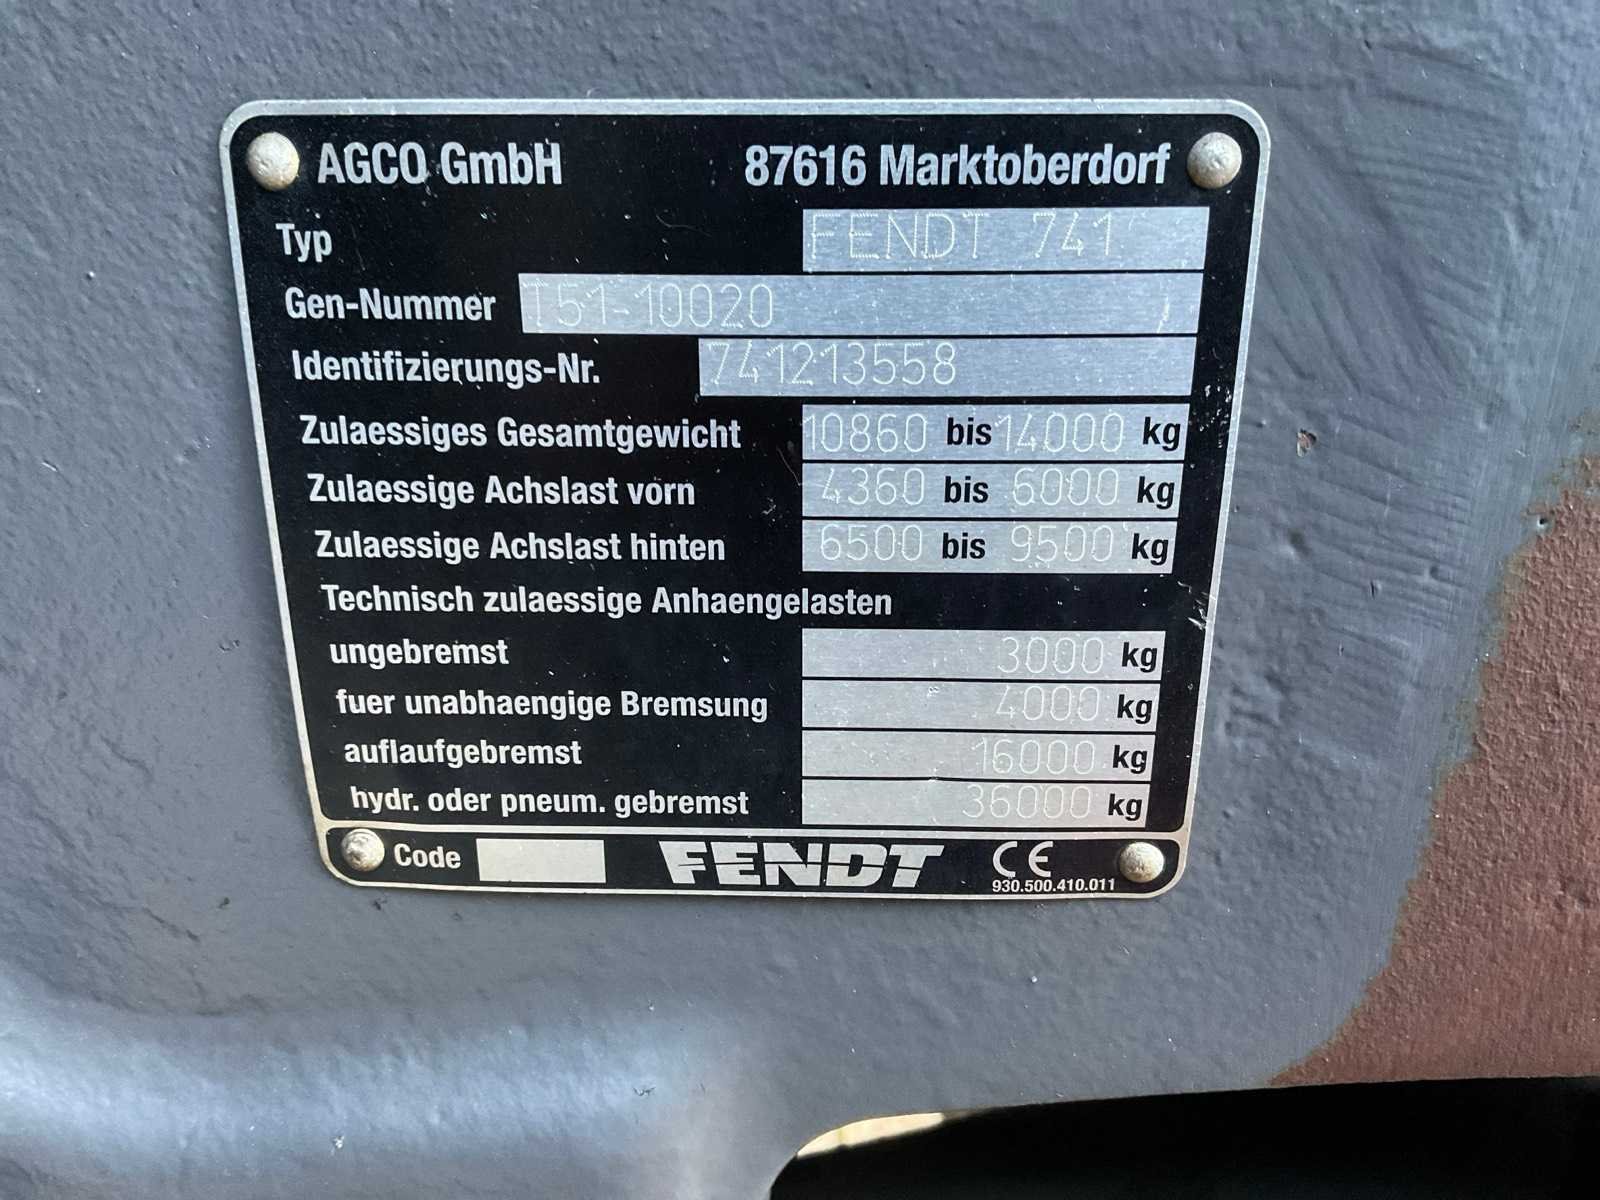 AGCO GmbH 87616 Marktoberdorf
Typ FENDT 741
Gen-Nummer T51-10020
Identifizierungs-Nr. 741213558
Zulaessiges Gesamtgewicht 10860 bis 14000 kg
Zulaessige Achslast vorn 4360 bis 6000 kg
Zulaessige Achslast hinten 6500 bis 9500 kg
Technisch zulaessige Anhaengelasten
ungebremst 3000 kg
fuer unabhaengige Bremsung 4000 kg
auflaufgebremst 16000 kg
hydr. oder pneum. gebremst 36000 kg
Code FENDT CE
930.500.410.011